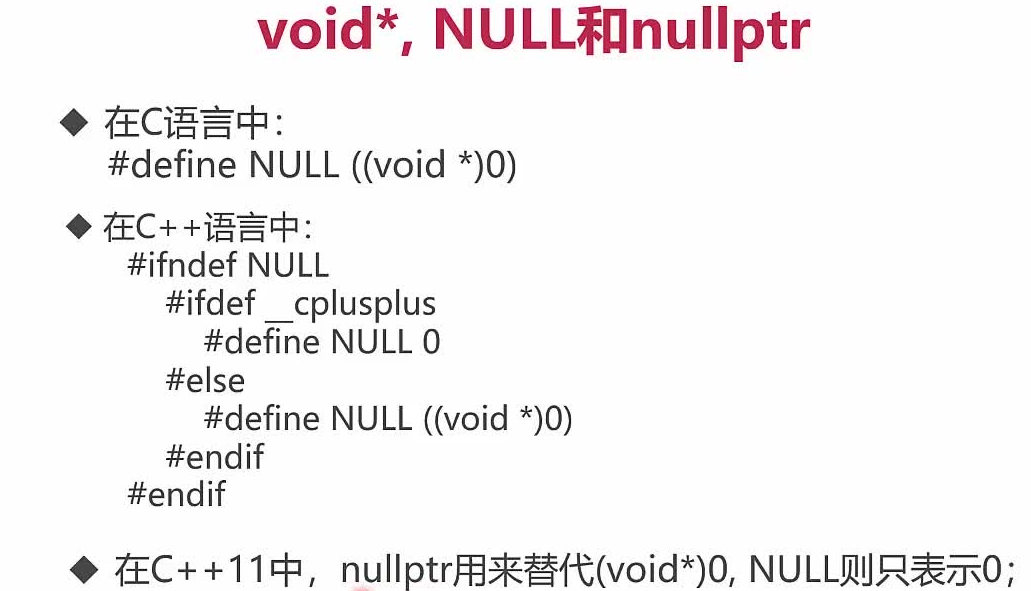 void*, NULL和nullptr
◆ 在C语言中：
#define NULL ((void *)0)
◆ 在C++语言中：
#ifndef NULL
#ifdef __cplusplus
#define NULL 0
#else
#define NULL ((void *)0)
#endif
#endif
◆ 在C++11中，nullptr用来替代(void*)0, NULL则只表示0；